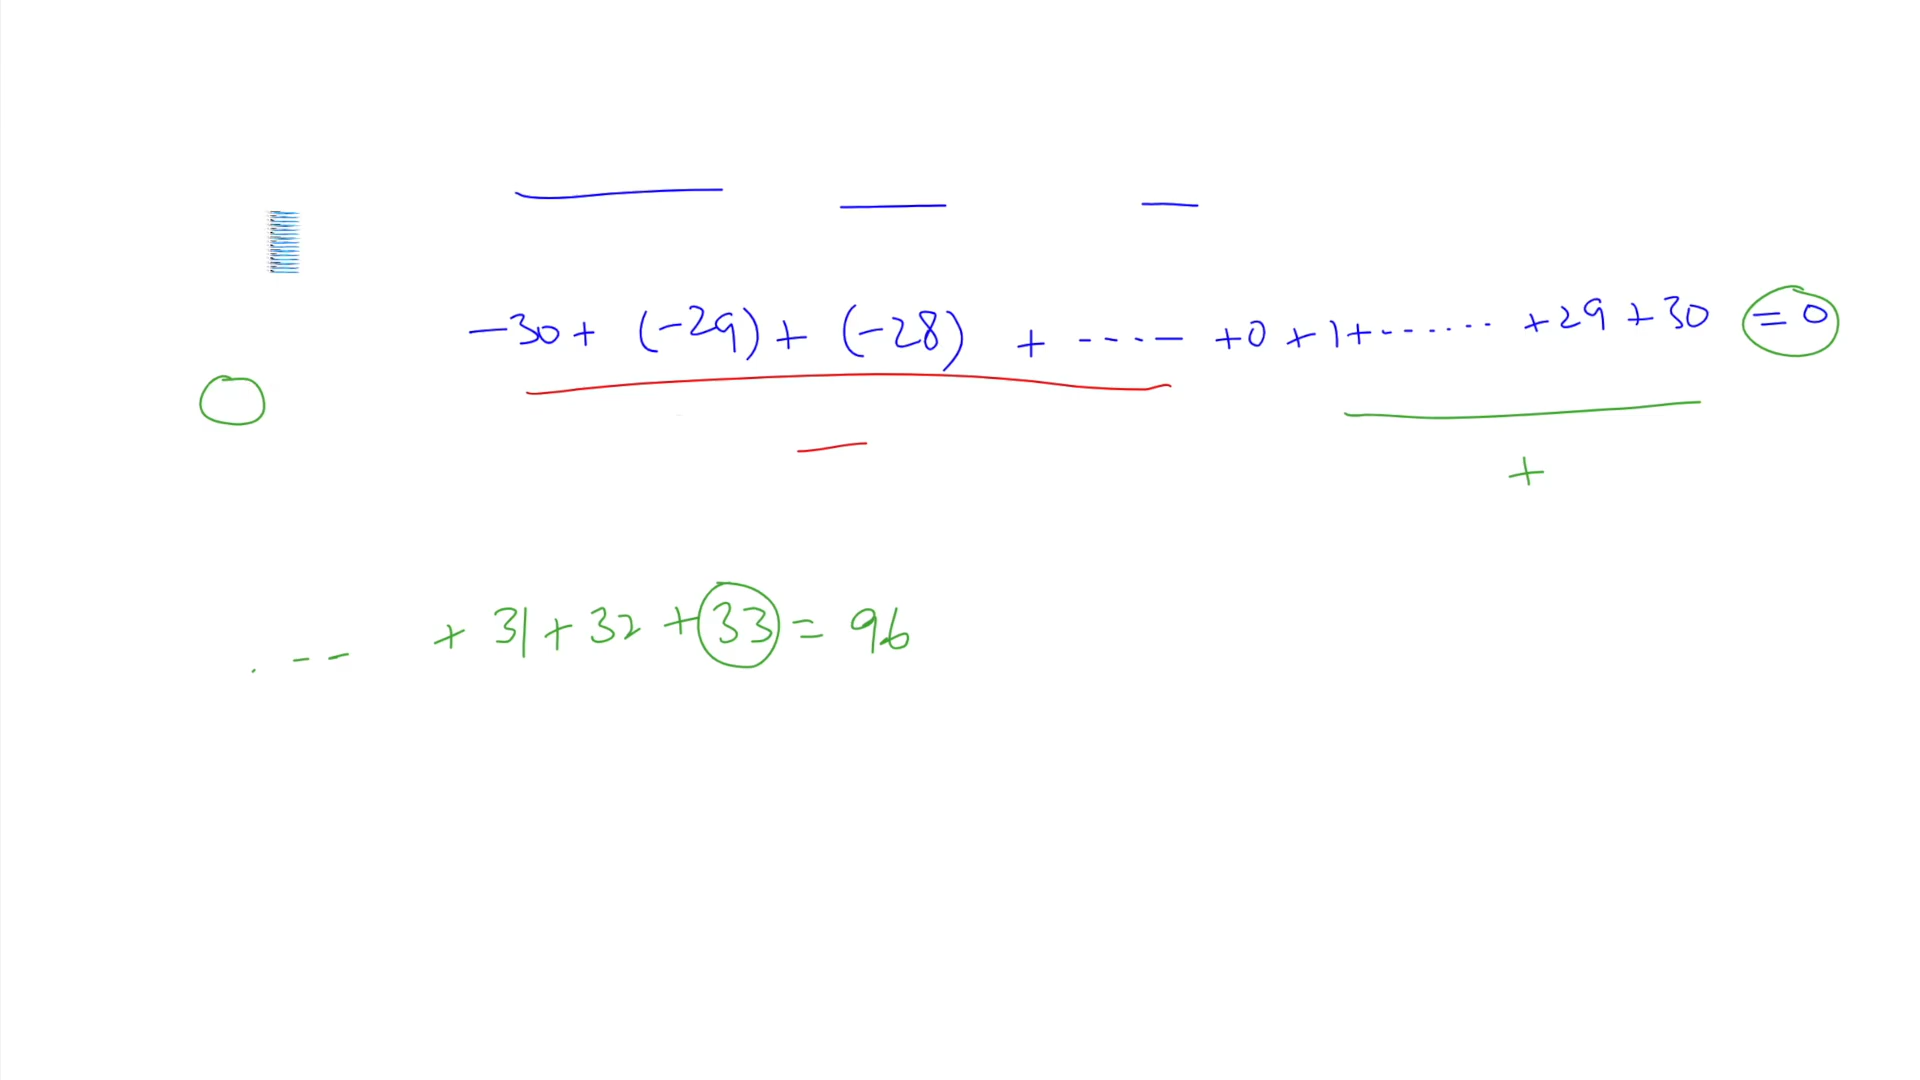 -30 + (-29) + (-28) + ----- +0 +1+ ....... +29 +30 = 0
-
+
. -- + 31 + 32 + 33 = 96